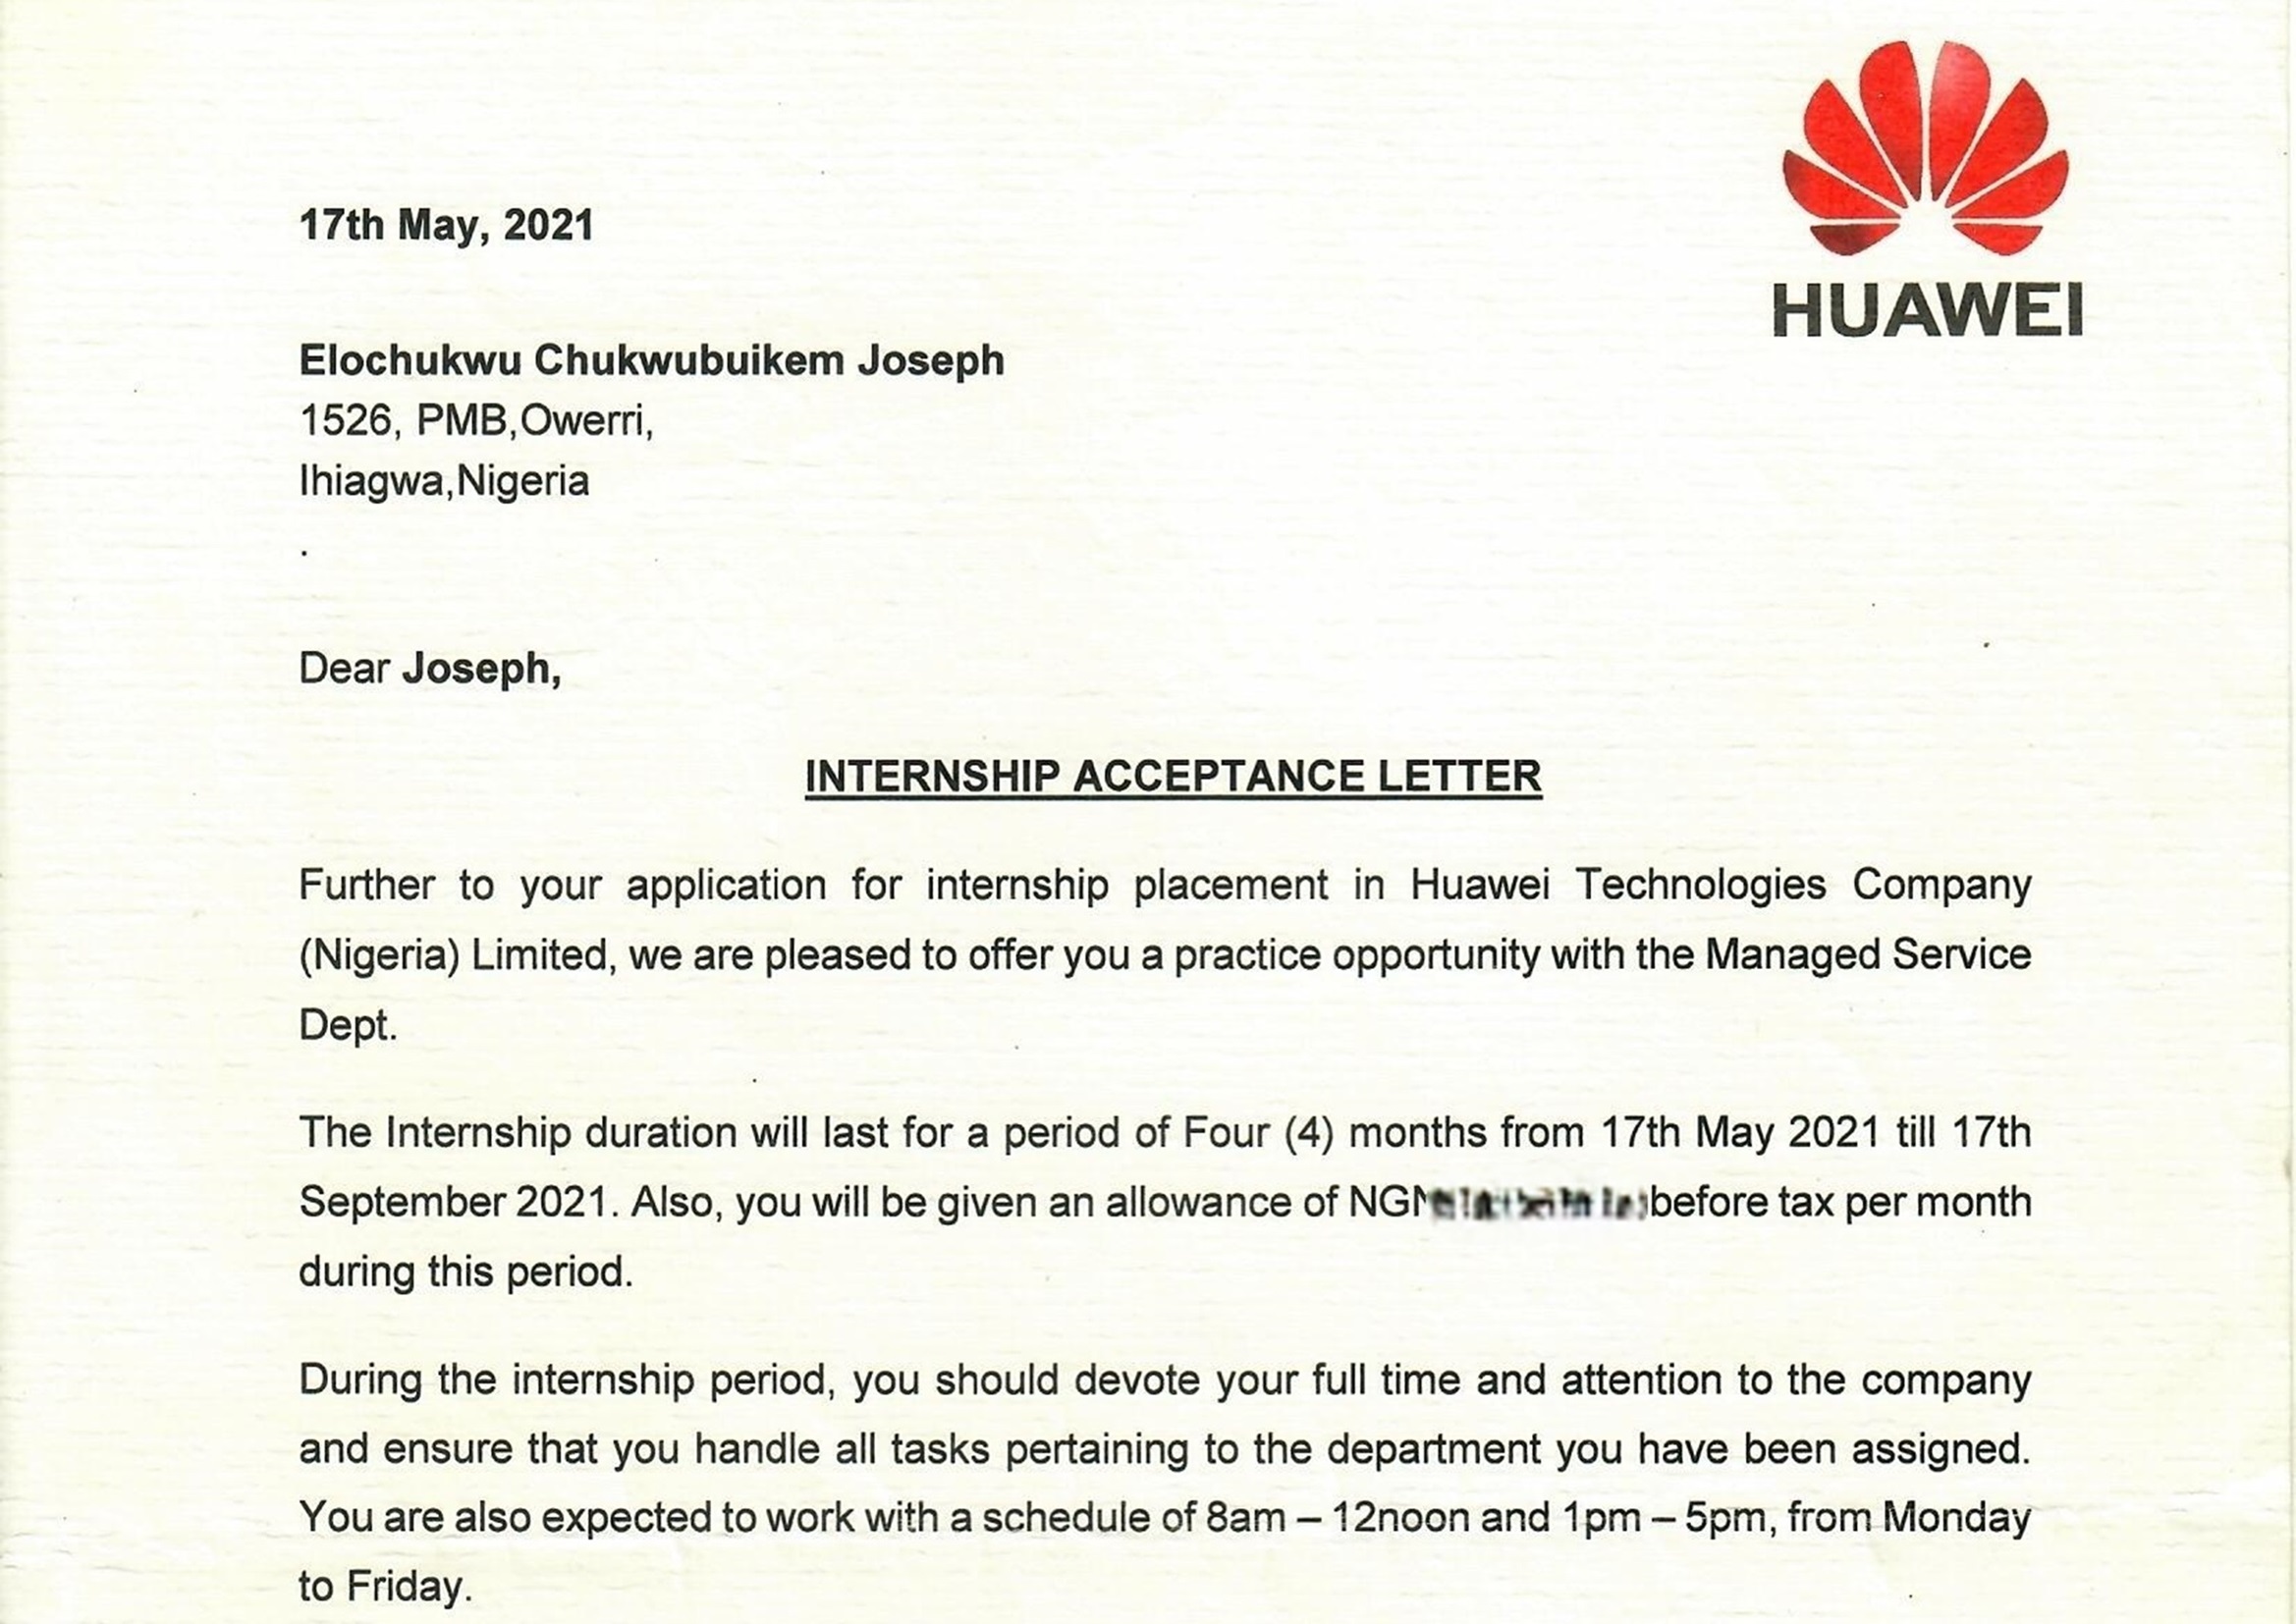 HUAWEI
17th May, 2021
Elochukwu Chukwubuikem Joseph
1526, PMB,Owerri,
Ihiagwa,Nigeria
.
Dear Joseph,
INTERNSHIP ACCEPTANCE LETTER
Further to your application for internship placement in Huawei Technologies Company
(Nigeria) Limited, we are pleased to offer you a practice opportunity with the Managed Service
Dept.
The Internship duration will last for a period of Four (4) months from 17th May 2021 till 17th
September 2021. Also, you will be given an allowance of NGN before tax per month
during this period.
During the internship period, you should devote your full time and attention to the company
and ensure that you handle all tasks pertaining to the department you have been assigned.
You are also expected to work with a schedule of 8am – 12noon and 1pm – 5pm, from Monday
to Friday.